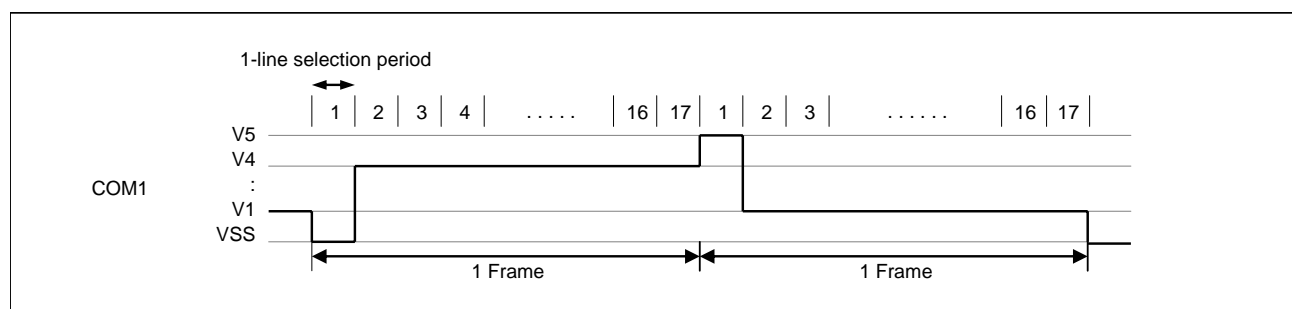 1-line selection period
1 2 3 4 . . . . . 16 17 1 2 3 . . . . . . 16 17
V5
V4
COM1 :
V1
VSS
1 Frame 1 Frame